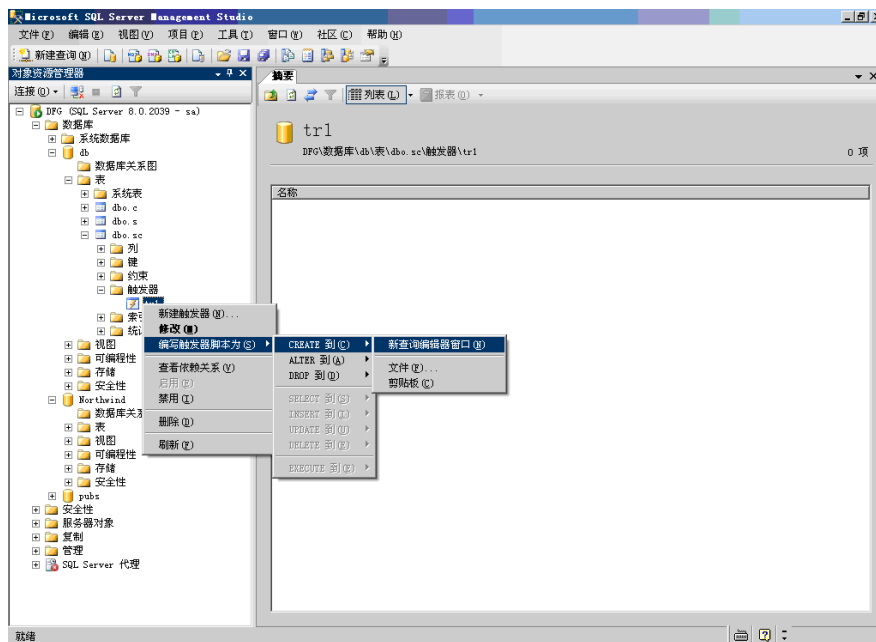 Microsoft SQL Server Management Studio
文件(F) 编辑(E) 视图(V) 项目(P) 工具(T) 窗口(W) 社区(C) 帮助(H)
新建查询(N)
对象资源管理器
连接(O)
DFG (SQL Server 8.0.2039 - sa)
数据库
系统数据库
db
数据库关系图
表
系统表
dbo.c
dbo.s
dbo.sc
列
键
约束
触发器
视图
可编程性
存储
安全性
Northwind
数据库关系
表
视图
可编程性
存储
安全性
pubs
安全性
服务器对象
复制
管理
SQL Server 代理
新建触发器(N)...
修改(M)
编写触发器脚本为(S)
查看依赖关系(V)
启用(E)
禁用(I)
删除(D)
刷新(F)
CREATE 到(C)
ALTER 到(A)
DROP 到(D)
SELECT 到(S)
INSERT 到(I)
UPDATE 到(U)
DELETE 到(E)
EXECUTE 到(E)
新查询编辑器窗口(N)
文件(F)...
剪贴板(C)
摘要
列表(L) 报表(O)
tr1
DFG\数据库\db\表\dbo.sc\触发器\tr1 0 项
名称
就绪